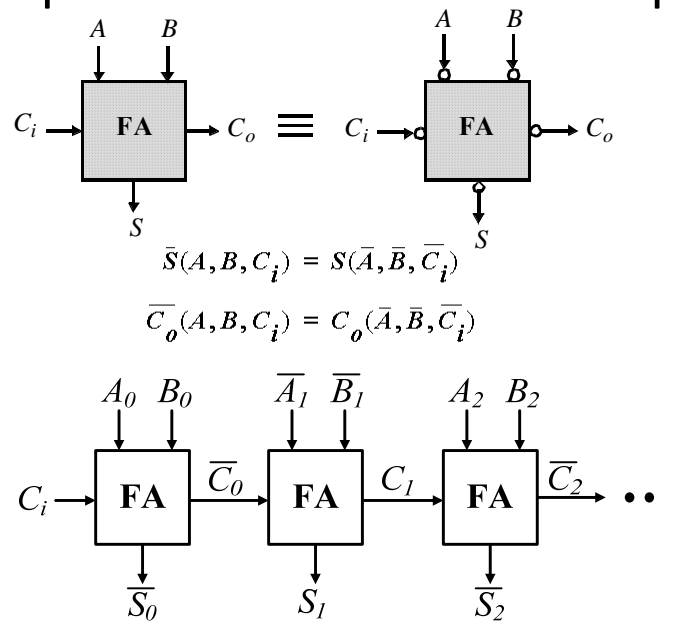 A B A B
C_i FA C_o ≡ C_i FA C_o
S S
S̄(A, B, C_i) = S(Ā, B̄, C̅_i)
C̅_o(A, B, C_i) = C_o(Ā, B̄, C̅_i)
A_0 B_0 A̅_1 B̅_1 A_2 B_2
C_i FA C̅_0 FA C_1 FA C̅_2 ••
S̅_0 S_1 S̅_2